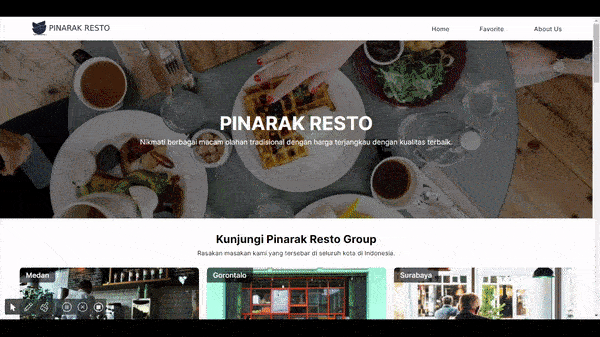 PINARAK RESTO
Home Favorite About Us
PINARAK RESTO
Nikmati berbagai macam olahan tradisional dengan harga terjangkau dengan kualitas terbaik.
Kunjungi Pinarak Resto Group
Rasakan masakan kami yang tersebar di seluruh kota di Indonesia.
Medan Gorontalo Surabaya